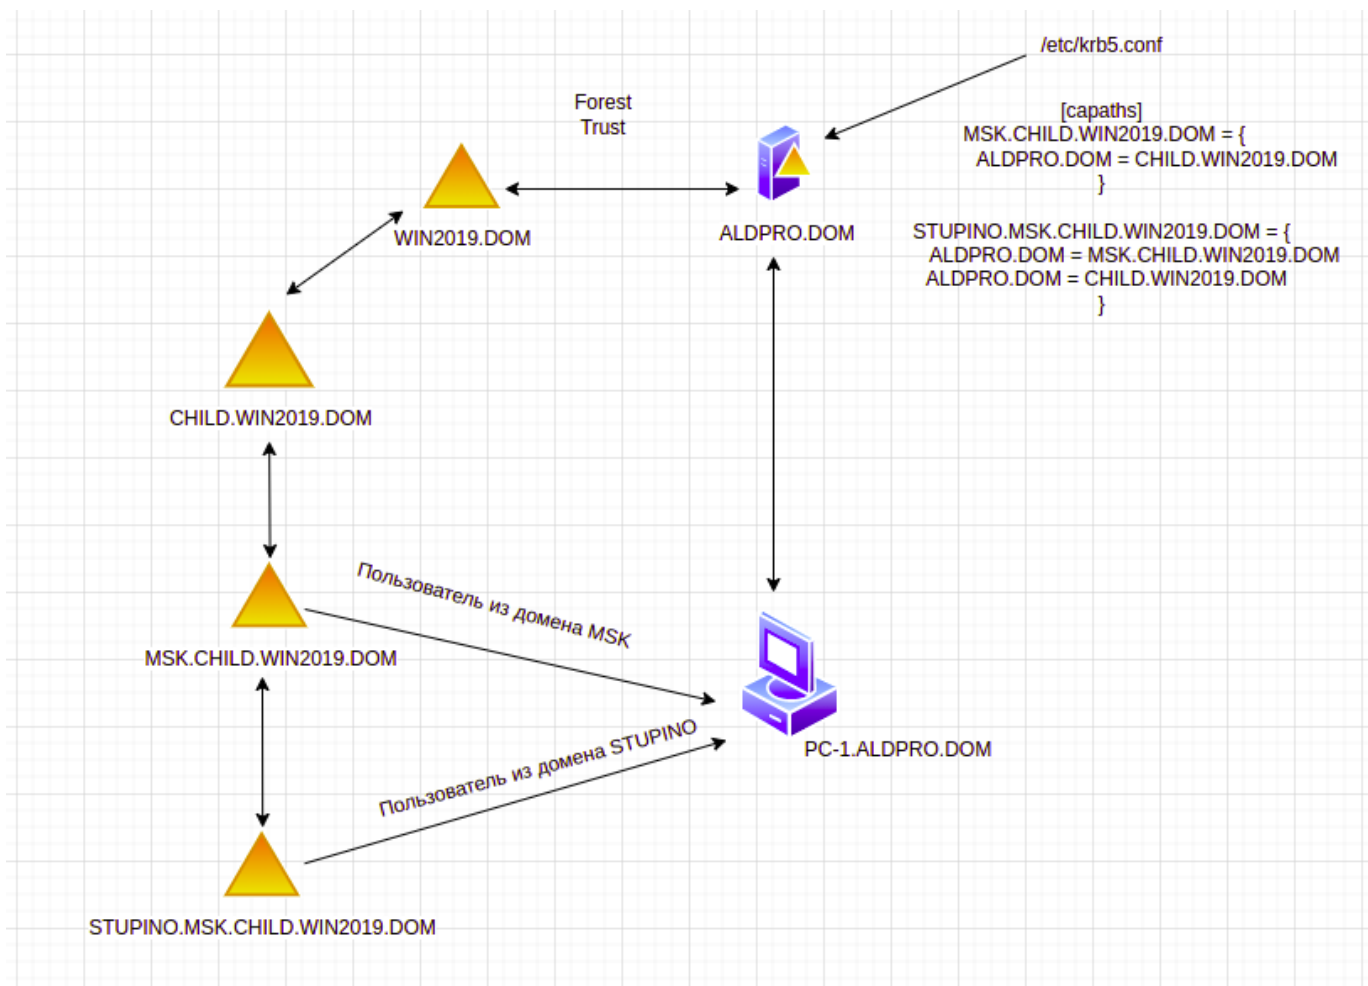 /etc/krb5.conf
Forest
Trust
[capaths]
MSK.CHILD.WIN2019.DOM = {
ALDPRO.DOM = CHILD.WIN2019.DOM
}
WIN2019.DOM
ALDPRO.DOM
STUPINO.MSK.CHILD.WIN2019.DOM = {
ALDPRO.DOM = MSK.CHILD.WIN2019.DOM
ALDPRO.DOM = CHILD.WIN2019.DOM
}
CHILD.WIN2019.DOM
Пользователь из домена MSK
MSK.CHILD.WIN2019.DOM
Пользователь из домена STUPINO
PC-1.ALDPRO.DOM
STUPINO.MSK.CHILD.WIN2019.DOM